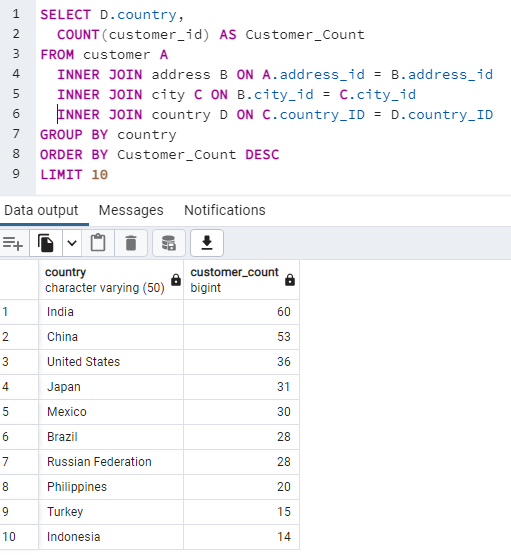 1 SELECT D.country,
2 COUNT(customer_id) AS Customer_Count
3 FROM customer A
4 INNER JOIN address B ON A.address_id = B.address_id
5 INNER JOIN city C ON B.city_id = C.city_id
6 INNER JOIN country D ON C.country_ID = D.country_ID
7 GROUP BY country
8 ORDER BY Customer_Count DESC
9 LIMIT 10
Data output Messages Notifications
country customer_count
character varying (50) bigint
1 India 60
2 China 53
3 United States 36
4 Japan 31
5 Mexico 30
6 Brazil 28
7 Russian Federation 28
8 Philippines 20
9 Turkey 15
10 Indonesia 14